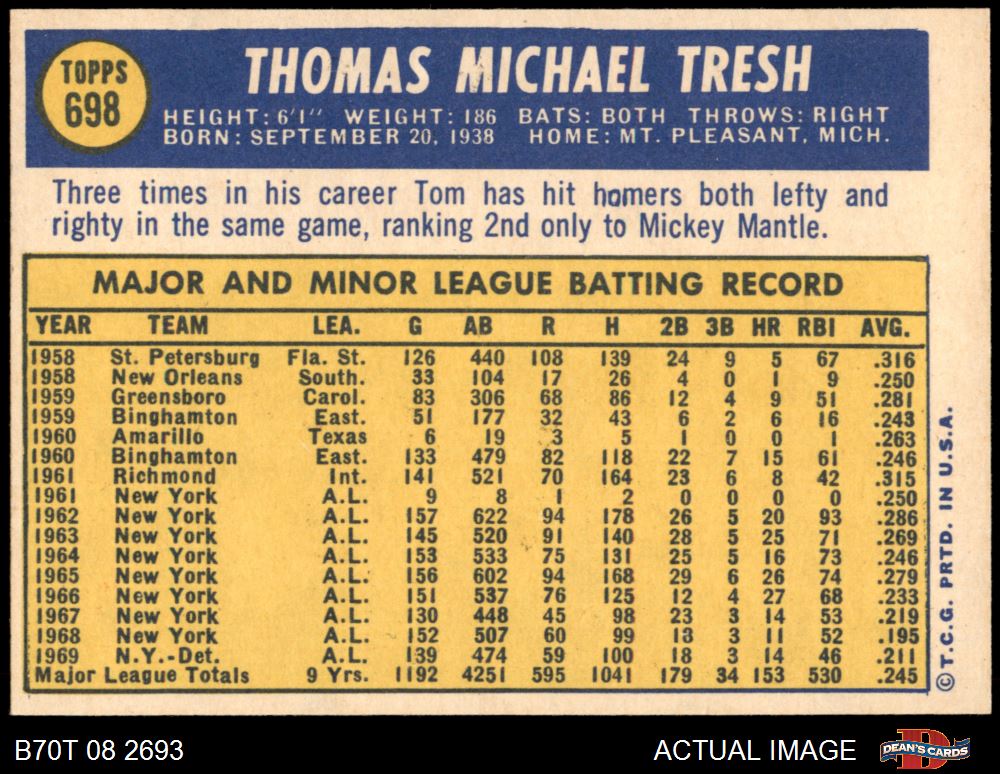 TOPPS
698
THOMAS MICHAEL TRESH
HEIGHT: 6'1" WEIGHT: 186 BATS: BOTH THROWS: RIGHT
BORN: SEPTEMBER 20, 1938 HOME: MT. PLEASANT, MICH.
Three times in his career Tom has hit homers both lefty and
righty in the same game, ranking 2nd only to Mickey Mantle.
MAJOR AND MINOR LEAGUE BATTING RECORD
YEAR TEAM LEA. G AB R H 2B 3B HR RBI AVG.
1958 St. Petersburg Fla. St. 126 440 108 139 24 9 5 67 .316
1958 New Orleans South. 33 104 17 26 4 0 1 9 .250
1959 Greensboro Carol. 83 306 68 86 12 4 9 51 .281
1959 Binghamton East. 51 177 32 43 6 2 6 16 .243
1960 Amarillo Texas 6 19 3 5 1 0 0 1 .263
1960 Binghamton East. 133 479 82 118 22 7 15 61 .246
1961 Richmond Int. 141 521 70 164 23 6 8 42 .315
1961 New York A.L. 9 8 1 2 0 0 0 0 .250
1962 New York A.L. 157 622 94 178 26 5 20 93 .286
1963 New York A.L. 145 520 91 140 28 5 25 71 .269
1964 New York A.L. 153 533 75 131 25 5 16 73 .246
1965 New York A.L. 156 602 94 168 29 6 26 74 .279
1966 New York A.L. 151 537 76 125 12 4 27 68 .233
1967 New York A.L. 130 448 45 98 23 3 14 53 .219
1968 New York A.L. 152 507 60 99 13 3 11 52 .195
1969 N.Y.-Det. A.L. 139 474 59 100 18 3 14 46 .211
Major League Totals 9 Yrs. 1192 4251 595 1041 179 34 153 530 .245
©T.C.G. PRTD. IN U.S.A.
B70T 08 2693
ACTUAL IMAGE
DEAN'S CARDS